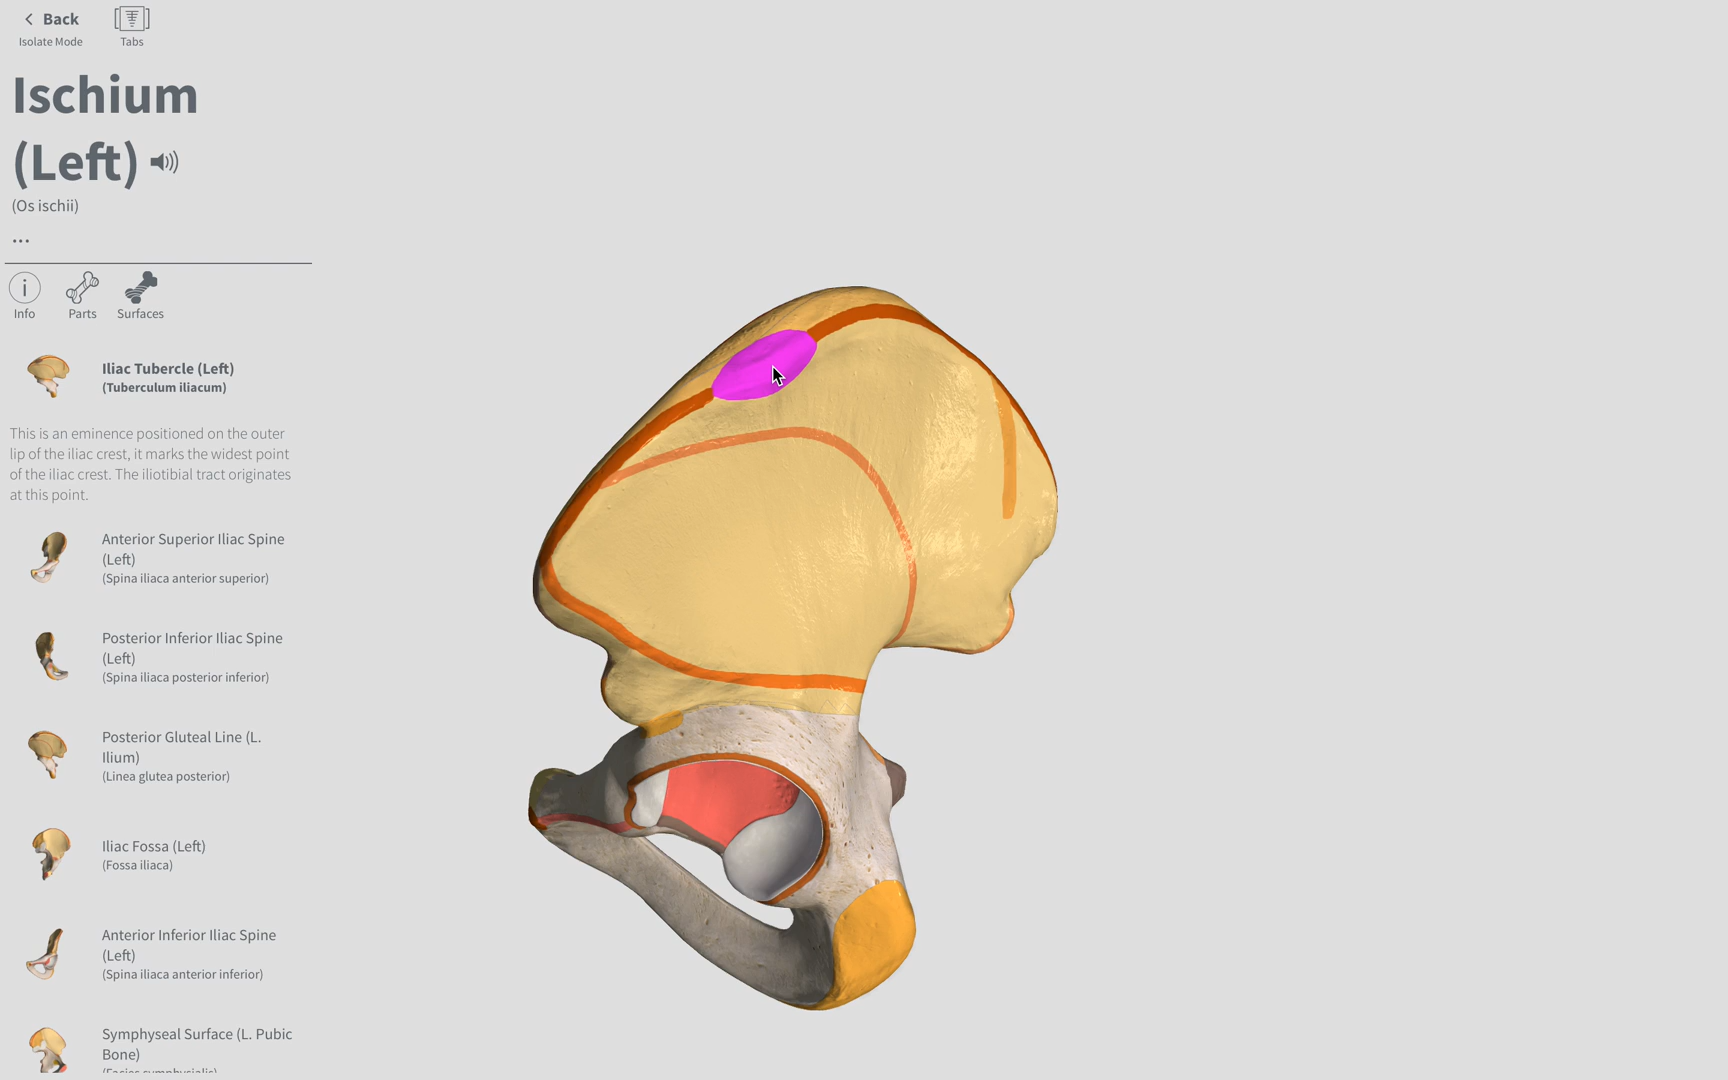 Back
Isolate Mode
Tabs
Ischium
(Left)
(Os ischii)
...
Info
Parts
Surfaces
Iliac Tubercle (Left)
(Tuberculum iliacum)
This is an eminence positioned on the outer
lip of the iliac crest, it marks the widest point
of the iliac crest. The iliotibial tract originates
at this point.
Anterior Superior Iliac Spine
(Left)
(Spina iliaca anterior superior)
Posterior Inferior Iliac Spine
(Left)
(Spina iliaca posterior inferior)
Posterior Gluteal Line (L.
Ilium)
(Linea glutea posterior)
Iliac Fossa (Left)
(Fossa iliaca)
Anterior Inferior Iliac Spine
(Left)
(Spina iliaca anterior inferior)
Symphyseal Surface (L. Pubic
Bone)
(Facies symphysialis)